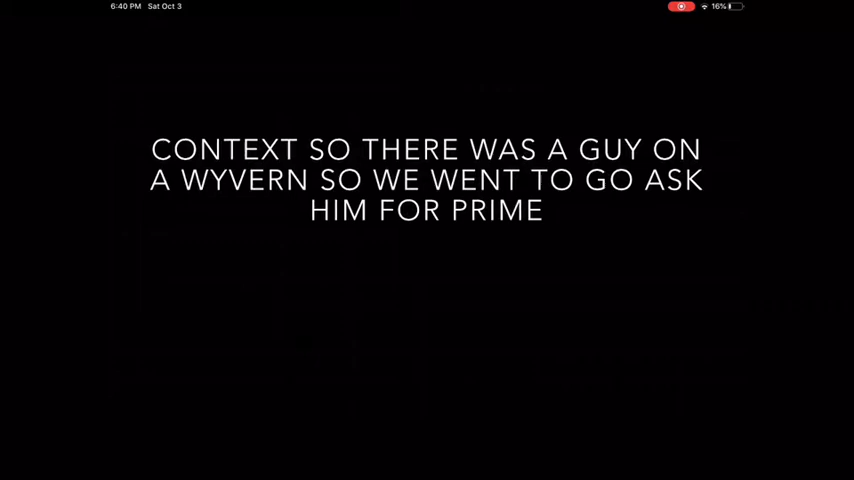 6:40 PM Sat Oct 3 16%
CONTEXT SO THERE WAS A GUY ON
A WYVERN SO WE WENT TO GO ASK
HIM FOR PRIME